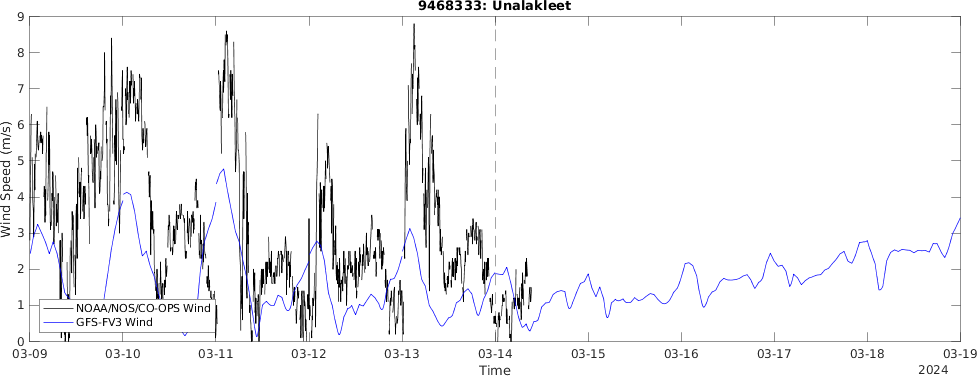 9468333: Unalakleet
Wind Speed (m/s)
9
8
7
6
5
4
3
2
1
0
NOAA/NOS/CO-OPS Wind
GFS-FV3 Wind
03-09 03-10 03-11 03-12 03-13 03-14 03-15 03-16 03-17 03-18 03-19
Time
2024